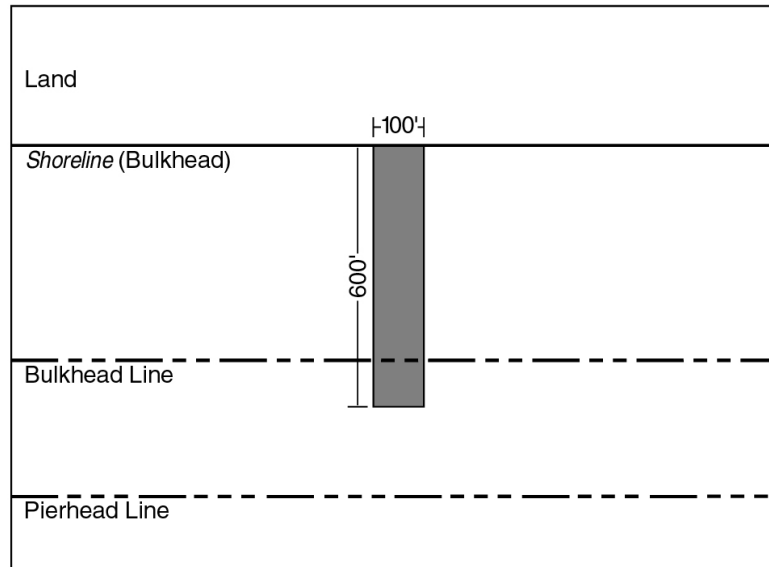 Land
100'
Shoreline (Bulkhead)
600'
Bulkhead Line
Pierhead Line